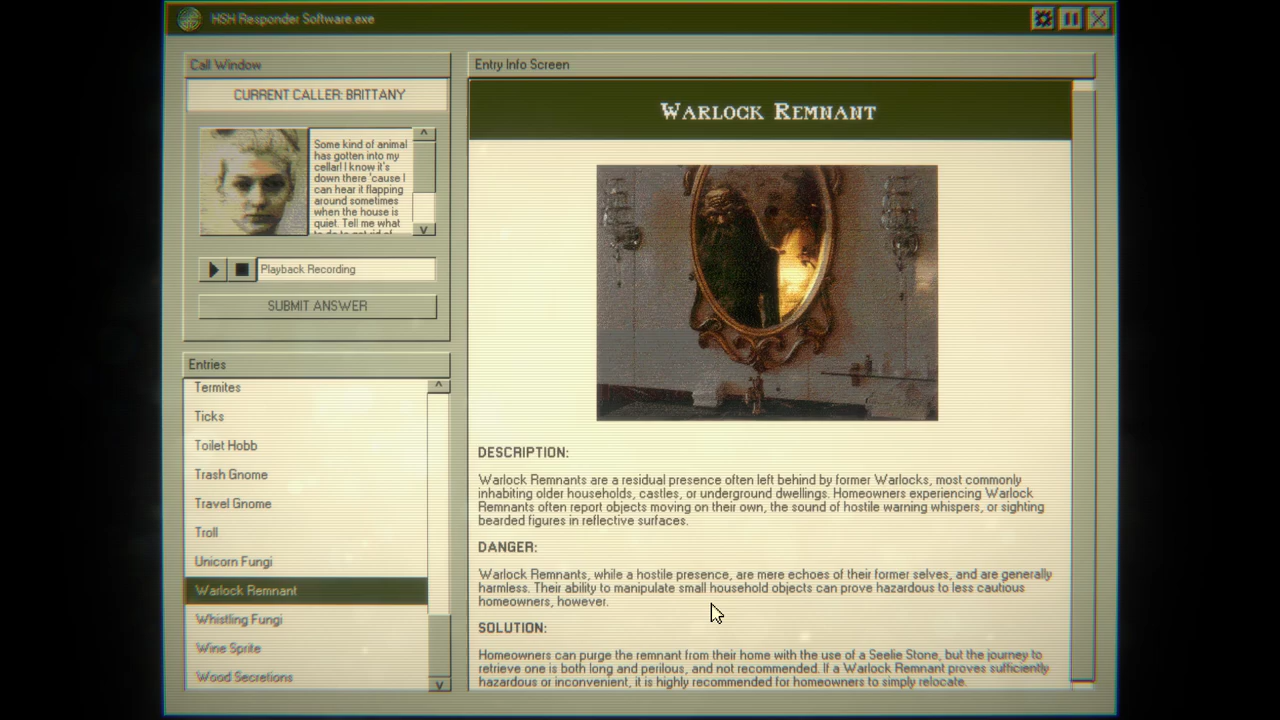 HSH Responder Software.exe
Call Window
CURRENT CALLER: BRITTANY
Some kind of animal
has gotten into my
cellar! I know it's
down there 'cause I
can hear it flapping
around sometimes
when the house is
quiet. Tell me what
to do to get rid of
Playback Recording
SUBMIT ANSWER
Entries
Termites
Ticks
Toilet Hobb
Trash Gnome
Travel Gnome
Troll
Unicorn Fungi
Warlock Remnant
Whistling Fungi
Wine Sprite
Wood Secretions
Entry Info Screen
Warlock Remnant
DESCRIPTION:
Warlock Remnants are a residual presence often left behind by former Warlocks, most commonly
inhabiting older households, castles, or underground dwellings. Homeowners experiencing Warlock
Remnants often report objects moving on their own, the sound of hostile warning whispers, or sighting
bearded figures in reflective surfaces.
DANGER:
Warlock Remnants, while a hostile presence, are mere echoes of their former selves, and are generally
harmless. Their ability to manipulate small household objects can prove hazardous to less cautious
homeowners, however.
SOLUTION:
Homeowners can purge the remnant from their home with the use of a Seelie Stone, but the journey to
retrieve one is both long and perilous, and not recommended. If a Warlock Remnant proves sufficiently
hazardous or inconvenient, it is highly recommended for homeowners to simply relocate.